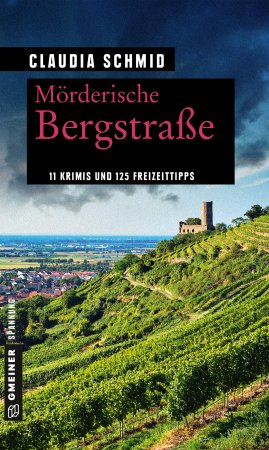 CLAUDIA SCHMID
Mörderische
Bergstraße
11 KRIMIS UND 125 FREIZEITTIPPS
GMEINER SPANNUNG